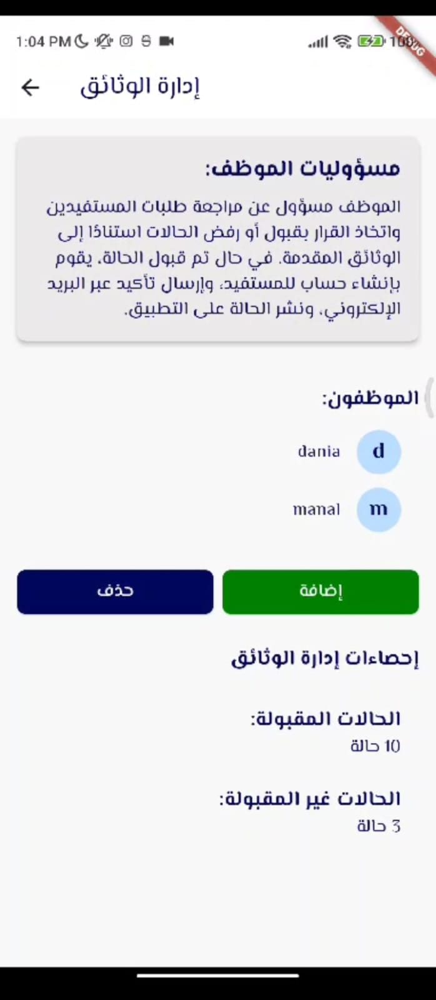 1:04 PM
100
DEBUG
إدارة الوثائق
مسؤوليات الموظف:
الموظف مسؤول عن مراجعة طلبات المستفيدين
واتخاذ القرار بقبول أو رفض الحالات استنادًا إلى
الوثائق المقدمة. في حال تم قبول الحالة، يقوم
بإنشاء حساب للمستفيد، وإرسال تأكيد عبر البريد
الإلكتروني، ونشر الحالة على التطبيق.
الموظفون:
d dania
m manal
إضافة
حذف
إحصاءات إدارة الوثائق
الحالات المقبولة:
10 حالة
الحالات غير المقبولة:
3 حالة